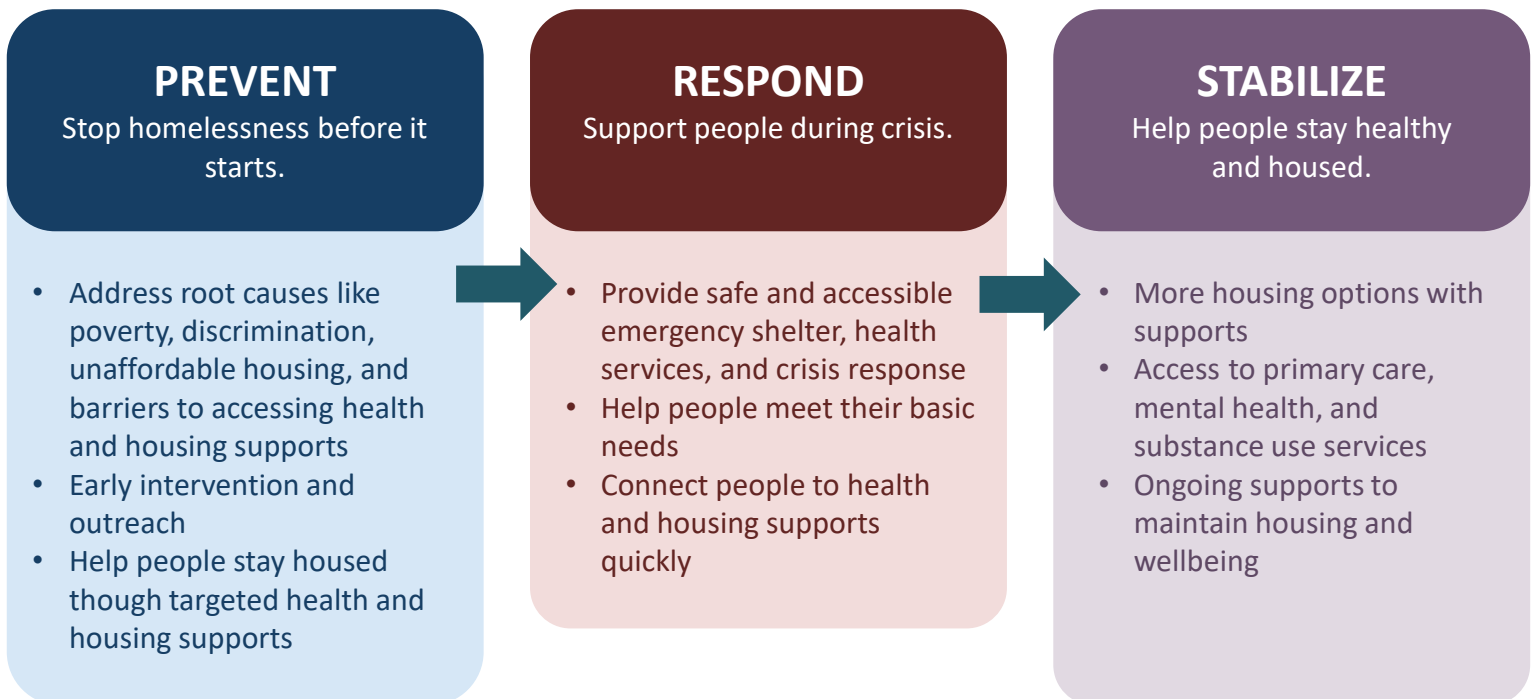 PREVENT
Stop homelessness before it
starts.
• Address root causes like
poverty, discrimination,
unaffordable housing, and
barriers to accessing health
and housing supports
• Early intervention and
outreach
• Help people stay housed
though targeted health and
housing supports
RESPOND
Support people during crisis.
• Provide safe and accessible
emergency shelter, health
services, and crisis response
• Help people meet their basic
needs
• Connect people to health
and housing supports
quickly
STABILIZE
Help people stay healthy
and housed.
• More housing options with
supports
• Access to primary care,
mental health, and
substance use services
• Ongoing supports to
maintain housing and
wellbeing